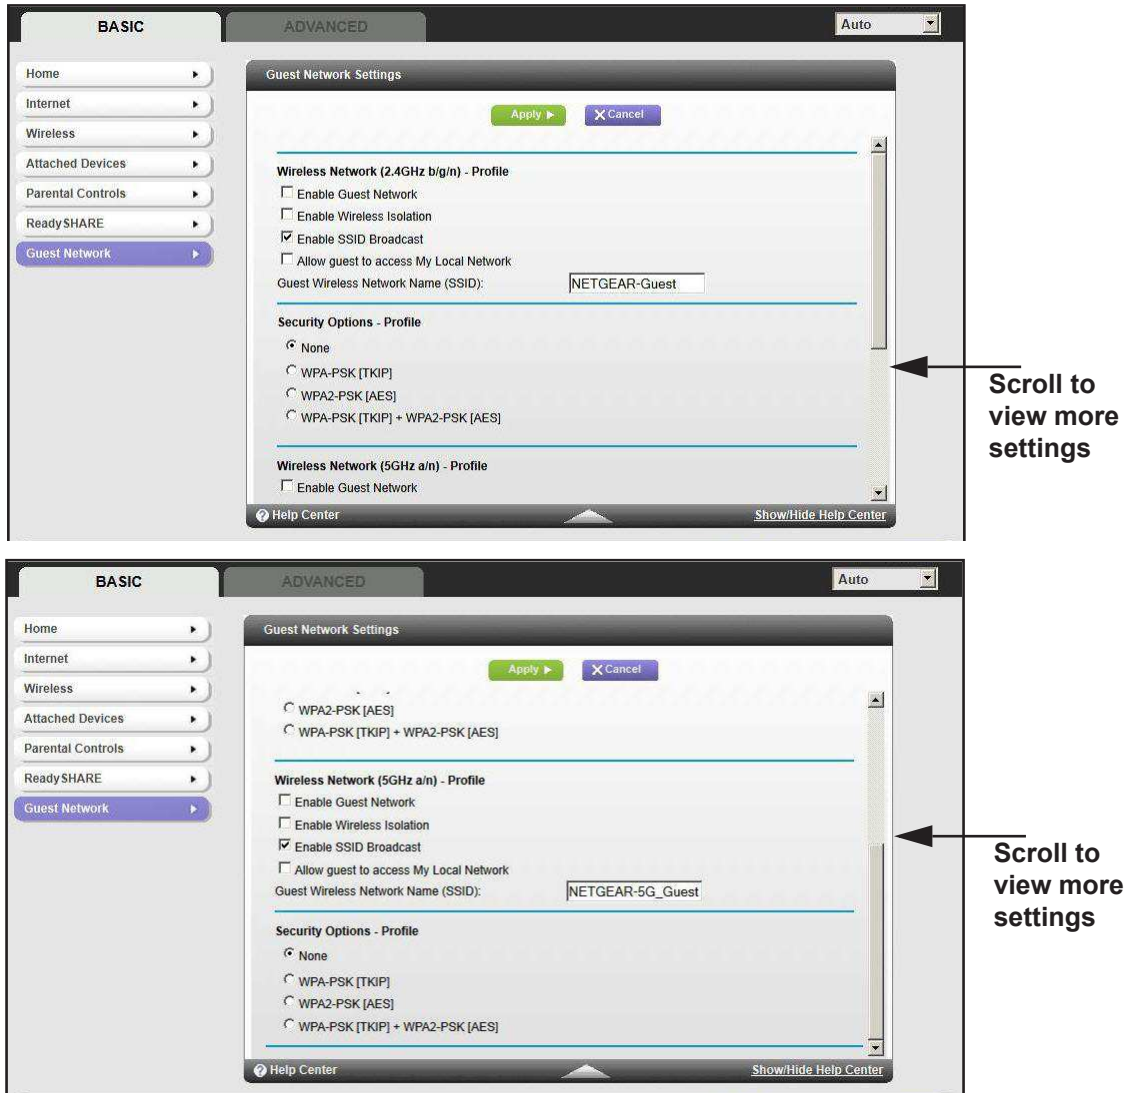 BASIC
ADVANCED
Auto
Home
Internet
Wireless
Attached Devices
Parental Controls
ReadySHARE
Guest Network
Guest Network Settings
Apply
Cancel
Wireless Network (2.4GHz b/g/n) - Profile
Enable Guest Network
Enable Wireless Isolation
Enable SSID Broadcast
Allow guest to access My Local Network
Guest Wireless Network Name (SSID): NETGEAR-Guest
Security Options - Profile
None
WPA-PSK [TKIP]
WPA2-PSK [AES]
WPA-PSK [TKIP] + WPA2-PSK [AES]
Wireless Network (5GHz a/n) - Profile
Enable Guest Network
Help Center
Show/Hide Help Center
Scroll to
view more
settings
BASIC
ADVANCED
Auto
Home
Internet
Wireless
Attached Devices
Parental Controls
ReadySHARE
Guest Network
Guest Network Settings
Apply
Cancel
WPA2-PSK [AES]
WPA-PSK [TKIP] + WPA2-PSK [AES]
Wireless Network (5GHz a/n) - Profile
Enable Guest Network
Enable Wireless Isolation
Enable SSID Broadcast
Allow guest to access My Local Network
Guest Wireless Network Name (SSID): NETGEAR-5G_Guest
Security Options - Profile
None
WPA-PSK [TKIP]
WPA2-PSK [AES]
WPA-PSK [TKIP] + WPA2-PSK [AES]
Help Center
Show/Hide Help Center
Scroll to
view more
settings